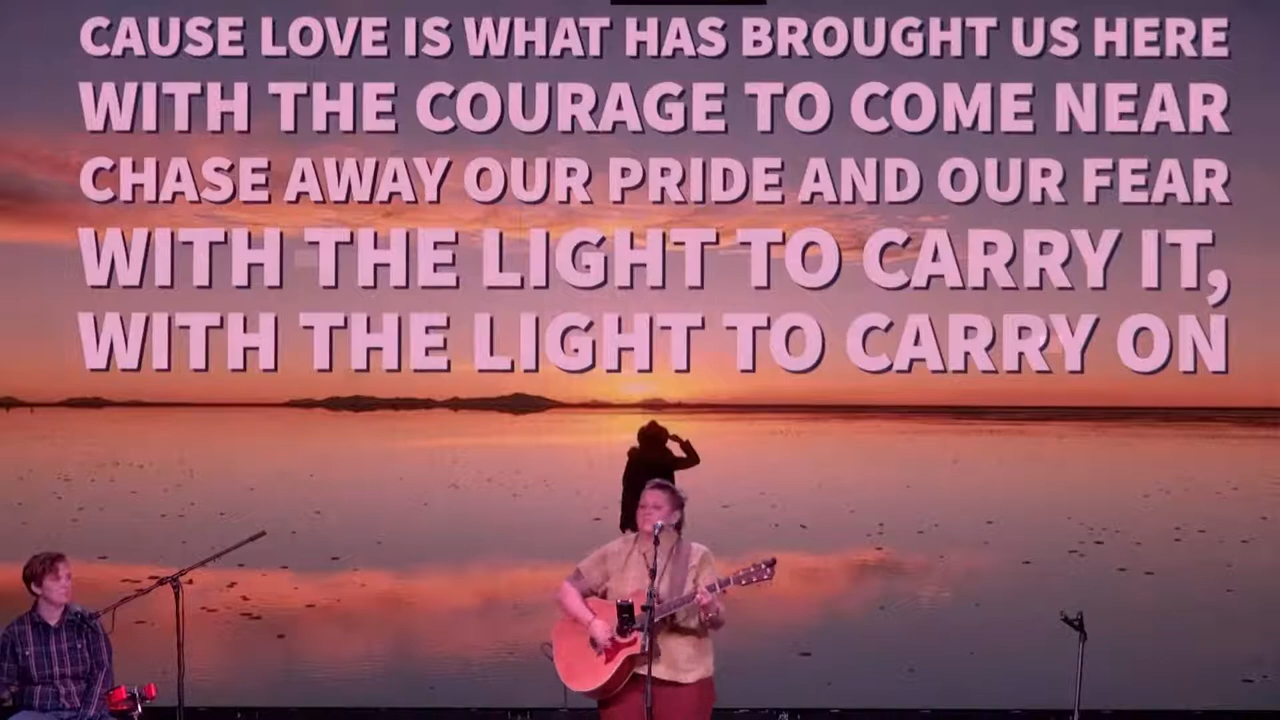 CAUSE LOVE IS WHAT HAS BROUGHT US HERE
WITH THE COURAGE TO COME NEAR
CHASE AWAY OUR PRIDE AND OUR FEAR
WITH THE LIGHT TO CARRY IT,
WITH THE LIGHT TO CARRY ON